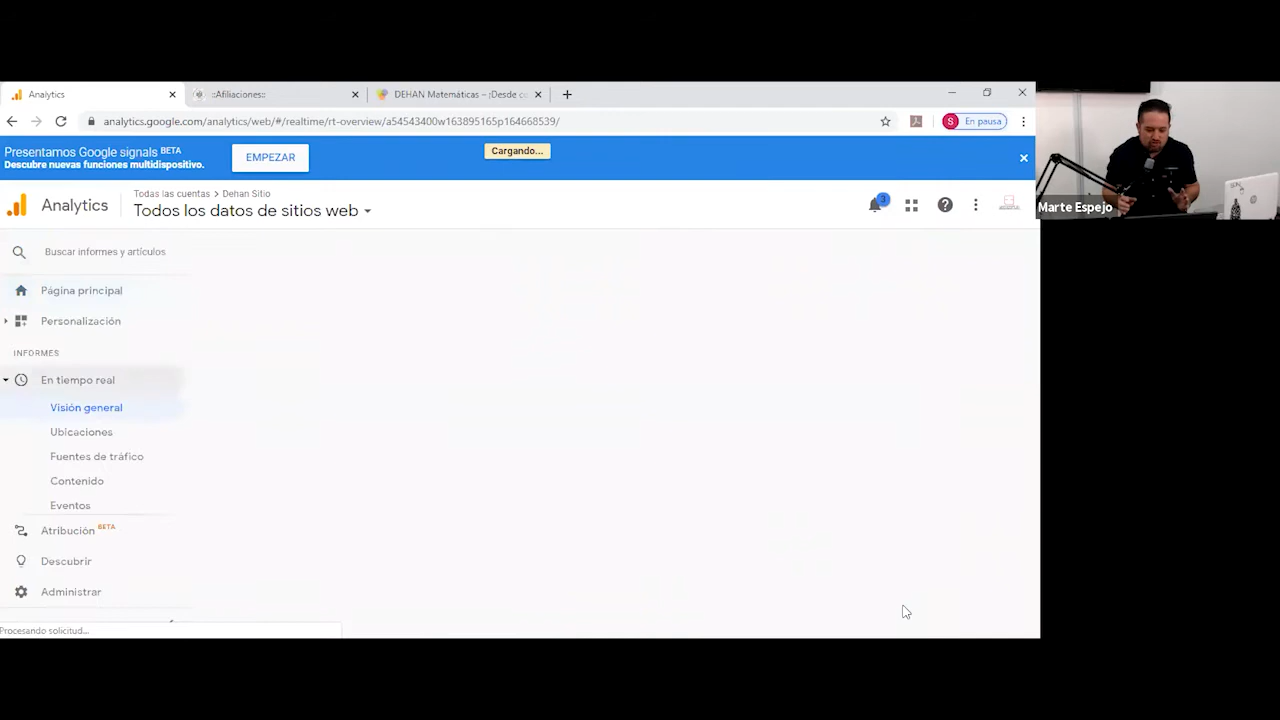 Analytics
::Afiliaciones::
DEHAN Matemáticas – ¡Desde c
analytics.google.com/analytics/web/#/realtime/rt-overview/a54543400w163895165p164668539/
S
En pausa
Presentamos Google signals BETA
Descubre nuevas funciones multidispositivo.
EMPEZAR
Cargando...
Analytics
Todas las cuentas > Dehan Sitio
Todos los datos de sitios web
3
Marte Espejo
Buscar informes y artículos
Página principal
Personalización
INFORMES
En tiempo real
Visión general
Ubicaciones
Fuentes de tráfico
Contenido
Eventos
Atribución BETA
Descubrir
Administrar
Procesando solicitud...